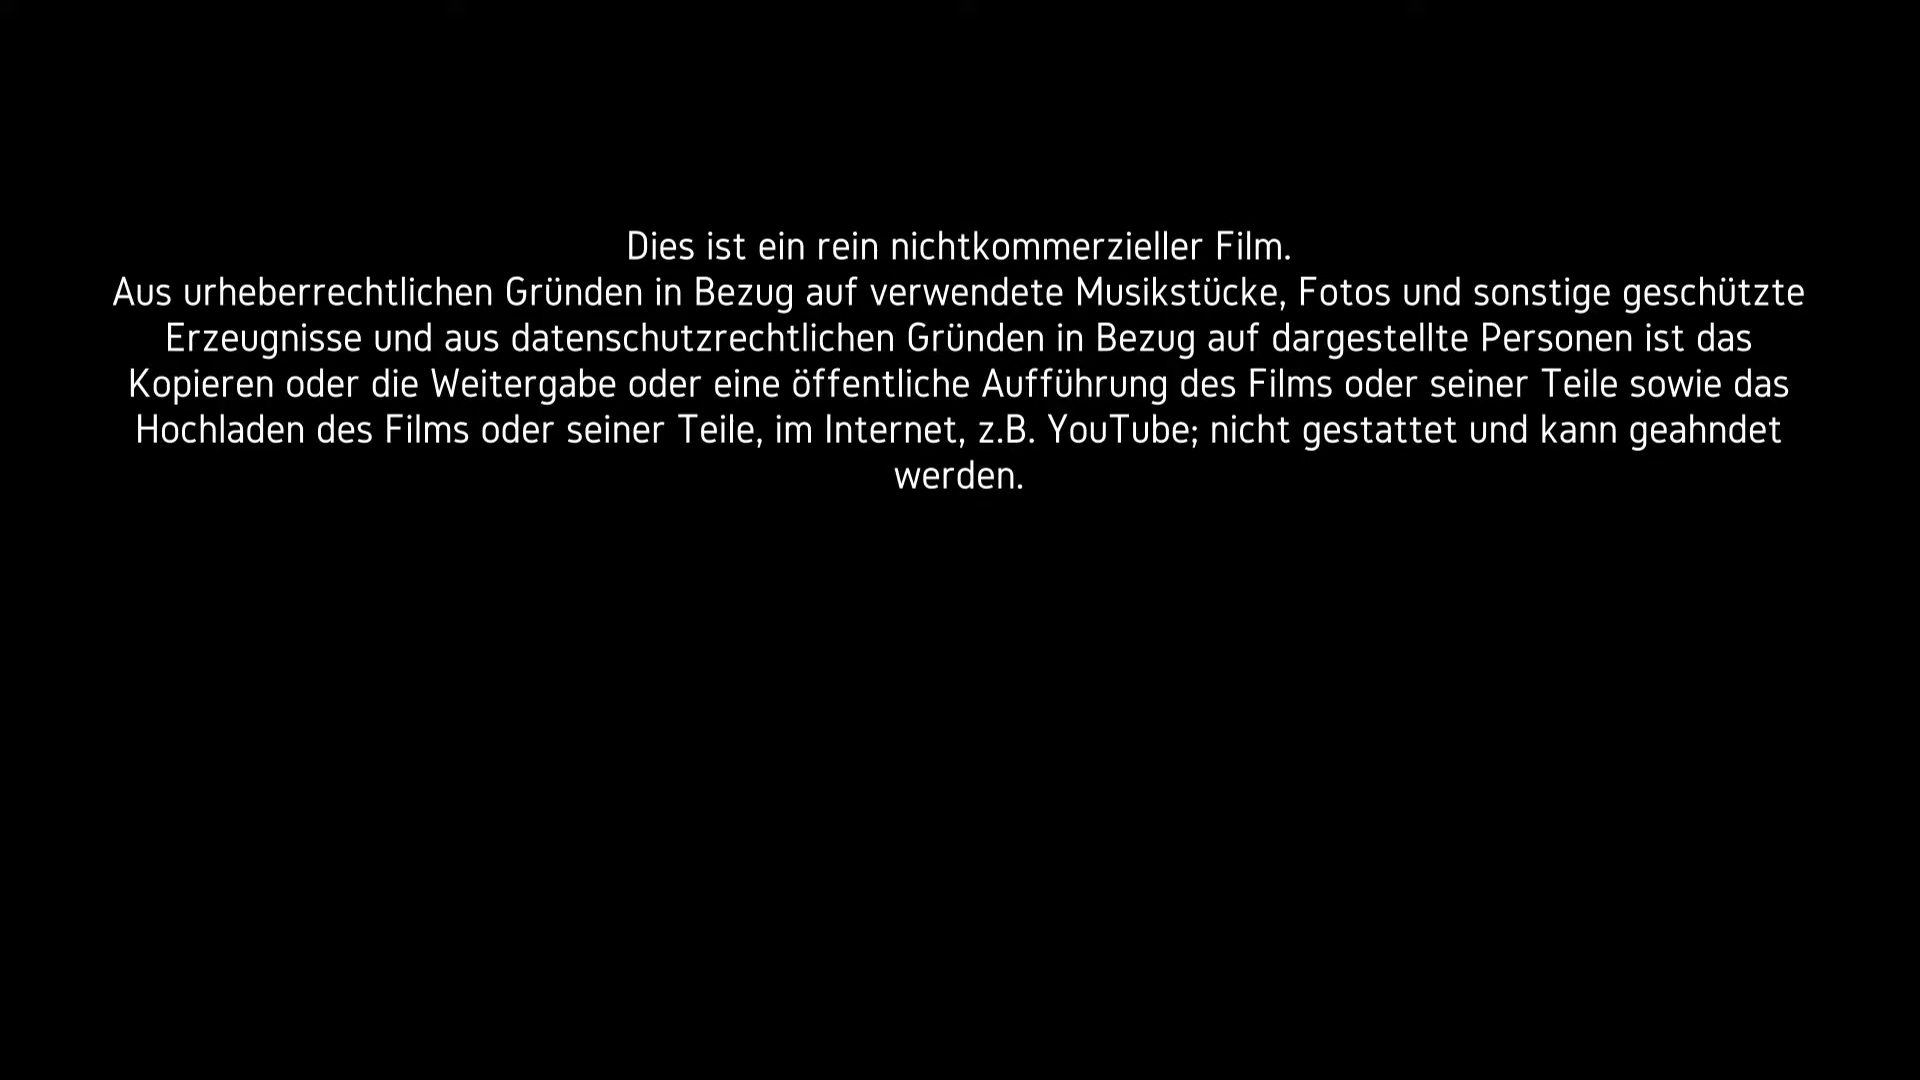 Dies ist ein rein nichtkommerzieller Film.
Aus urheberrechtlichen Gründen in Bezug auf verwendete Musikstücke, Fotos und sonstige geschützte
Erzeugnisse und aus datenschutzrechtlichen Gründen in Bezug auf dargestellte Personen ist das
Kopieren oder die Weitergabe oder eine öffentliche Aufführung des Films oder seiner Teile sowie das
Hochladen des Films oder seiner Teile, im Internet, z.B. YouTube; nicht gestattet und kann geahndet
werden.